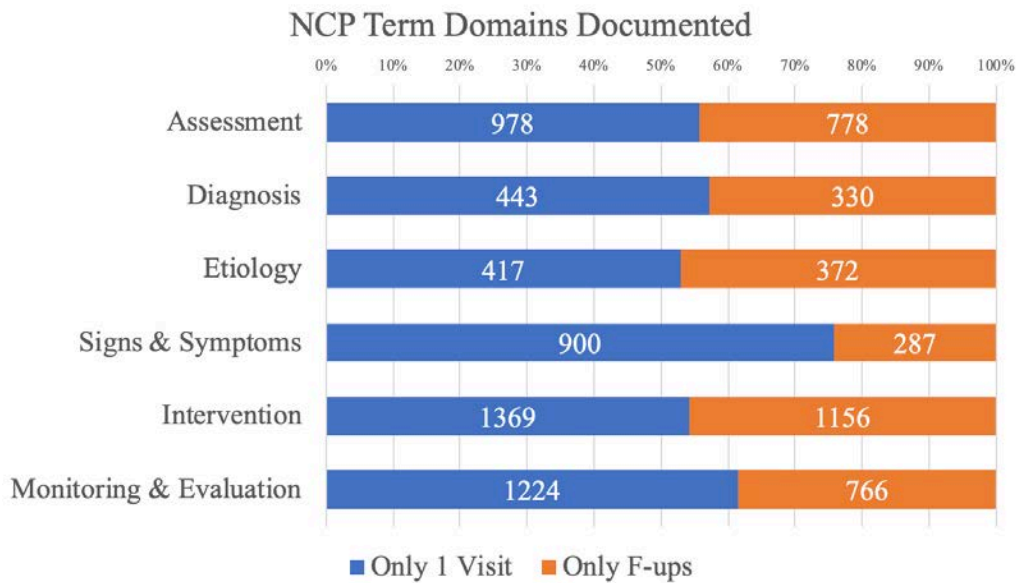 NCP Term Domains Documented
0% 10% 20% 30% 40% 50% 60% 70% 80% 90% 100%
Assessment 978 778
Diagnosis 443 330
Etiology 417 372
Signs & Symptoms 900 287
Intervention 1369 1156
Monitoring & Evaluation 1224 766
Only 1 Visit Only F-ups